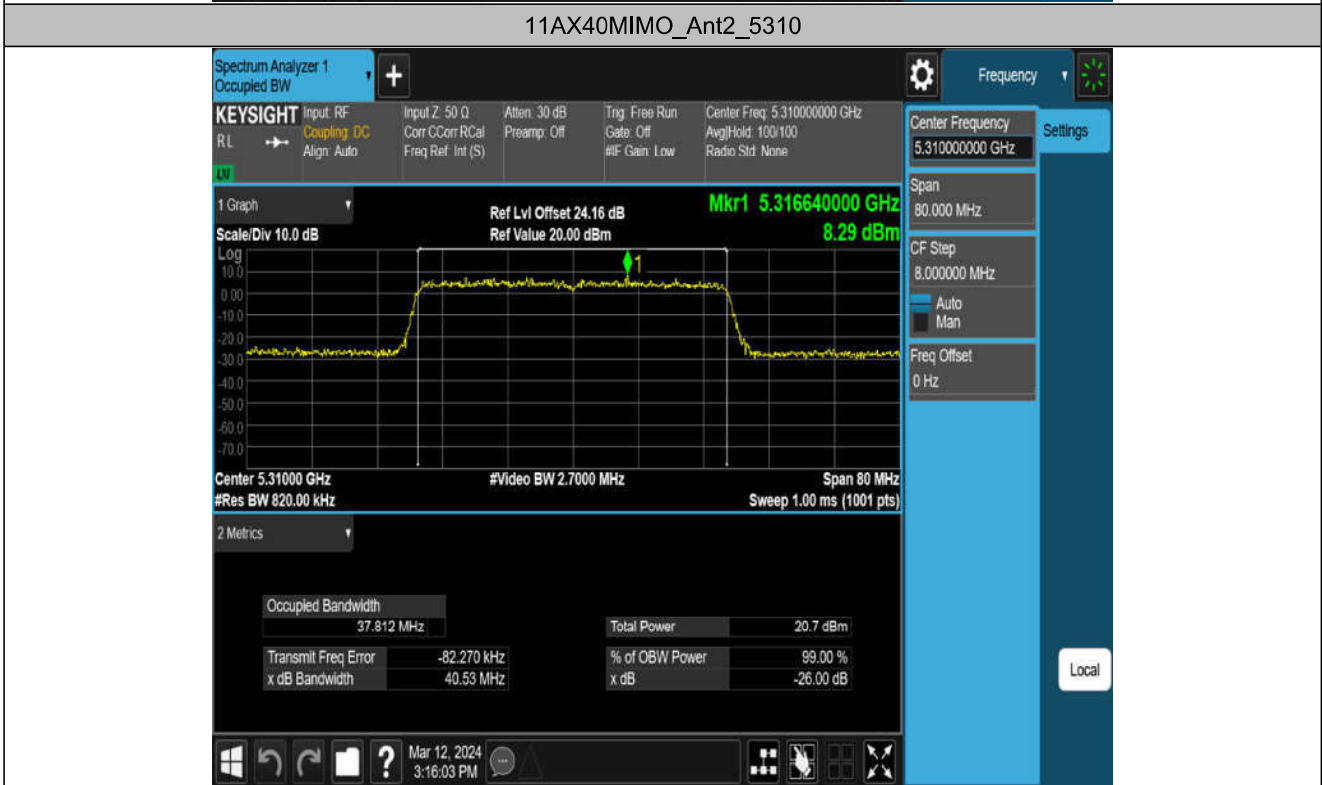 11AX40MIMO_Ant2_5310
Spectrum Analyzer 1
Occupied BW
Frequency
KEYSIGHT
RL
Input: RF
Coupling: DC
Align: Auto
Input Z: 50 Ω
Corr CCorr RCal
Freq Ref: Int (S)
Atten: 30 dB
Preamp: Off
Trig: Free Run
Gate: Off
#IF Gain: Low
Center Freq: 5.310000000 GHz
Avg|Hold: 100/100
Radio Std: None
Center Frequency
5.310000000 GHz
Settings
Span
80.000 MHz
CF Step
8.000000 MHz
Auto
Man
Freq Offset
0 Hz
1 Graph
Scale/Div 10.0 dB
Ref Lvl Offset 24.16 dB
Ref Value 20.00 dBm
Mkr1 5.316640000 GHz
8.29 dBm
Log
1
10.0
0.00
-10.0
-20.0
-30.0
-40.0
-50.0
-60.0
-70.0
Center 5.31000 GHz
#Video BW 2.7000 MHz
Span 80 MHz
#Res BW 820.00 kHz
Sweep 1.00 ms (1001 pts)
2 Metrics
Occupied Bandwidth
37.812 MHz
Total Power 20.7 dBm
Transmit Freq Error -82.270 kHz
% of OBW Power 99.00 %
x dB Bandwidth 40.53 MHz
x dB -26.00 dB
Local
?
Mar 12, 2024
3:16:03 PM